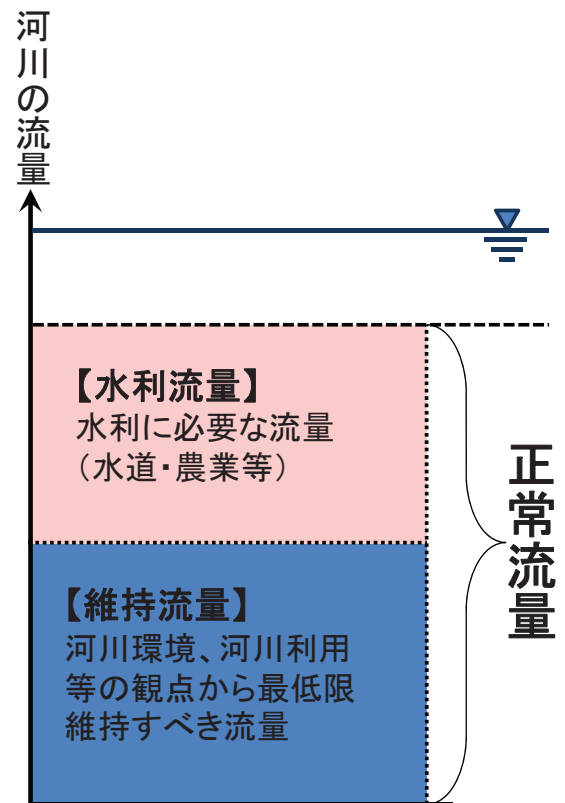 河川の流量
【水利流量】
水利に必要な流量
（水道・農業等）
正常流量
【維持流量】
河川環境、河川利用
等の観点から最低限
維持すべき流量